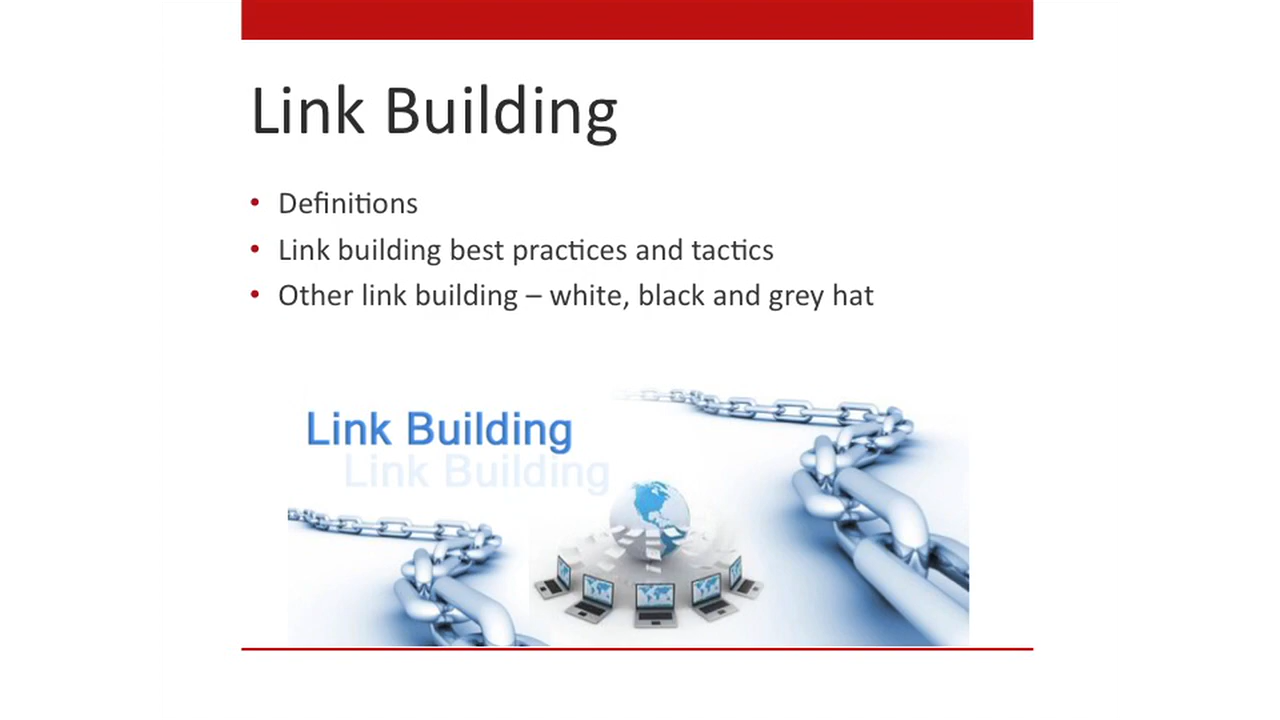 Link Building
• Definitions
• Link building best practices and tactics
• Other link building – white, black and grey hat
Link Building
Link Building